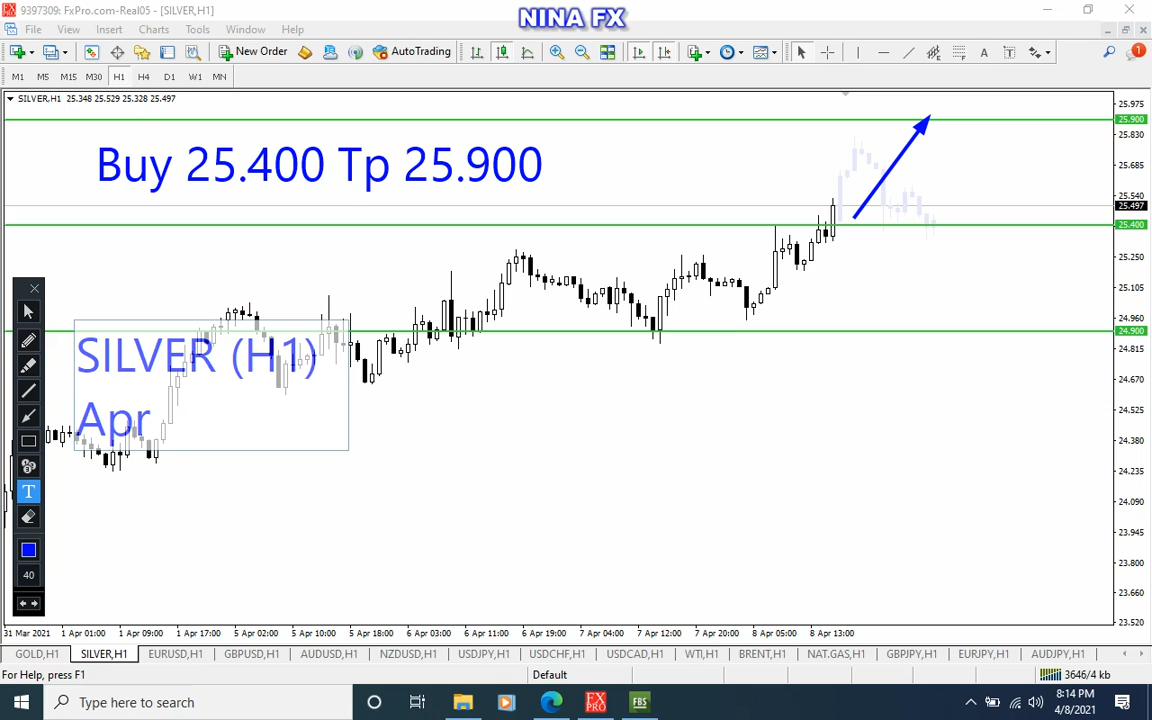 9397309: FxPro.com-Real05 - [SILVER,H1]
NINA FX
File View Insert Charts Tools Window Help
New Order AutoTrading
M1 M5 M15 M30 H1 H4 D1 W1 MN
SILVER,H1 25.348 25.529 25.328 25.497
Buy 25.400 Tp 25.900
SILVER (H1)
Apr
25.975
25.900
25.830
25.685
25.540
25.497
25.400
25.250
25.105
24.960
24.900
24.815
24.670
24.525
24.380
24.235
24.090
23.945
23.800
23.660
23.520
T
40
31 Mar 2021 1 Apr 01:00 1 Apr 09:00 1 Apr 17:00 5 Apr 02:00 5 Apr 10:00 5 Apr 18:00 6 Apr 03:00 6 Apr 11:00 6 Apr 19:00 7 Apr 04:00 7 Apr 12:00 7 Apr 20:00 8 Apr 05:00 8 Apr 13:00
GOLD,H1 SILVER,H1 EURUSD,H1 GBPUSD,H1 AUDUSD,H1 NZDUSD,H1 USDJPY,H1 USDCHF,H1 USDCAD,H1 WTI,H1 BRENT,H1 NAT.GAS,H1 GBPJPY,H1 EURJPY,H1 AUDJPY,H1
For Help, press F1 Default 3646/4 kb
Type here to search
FX PRO
FBS
8:14 PM
4/8/2021